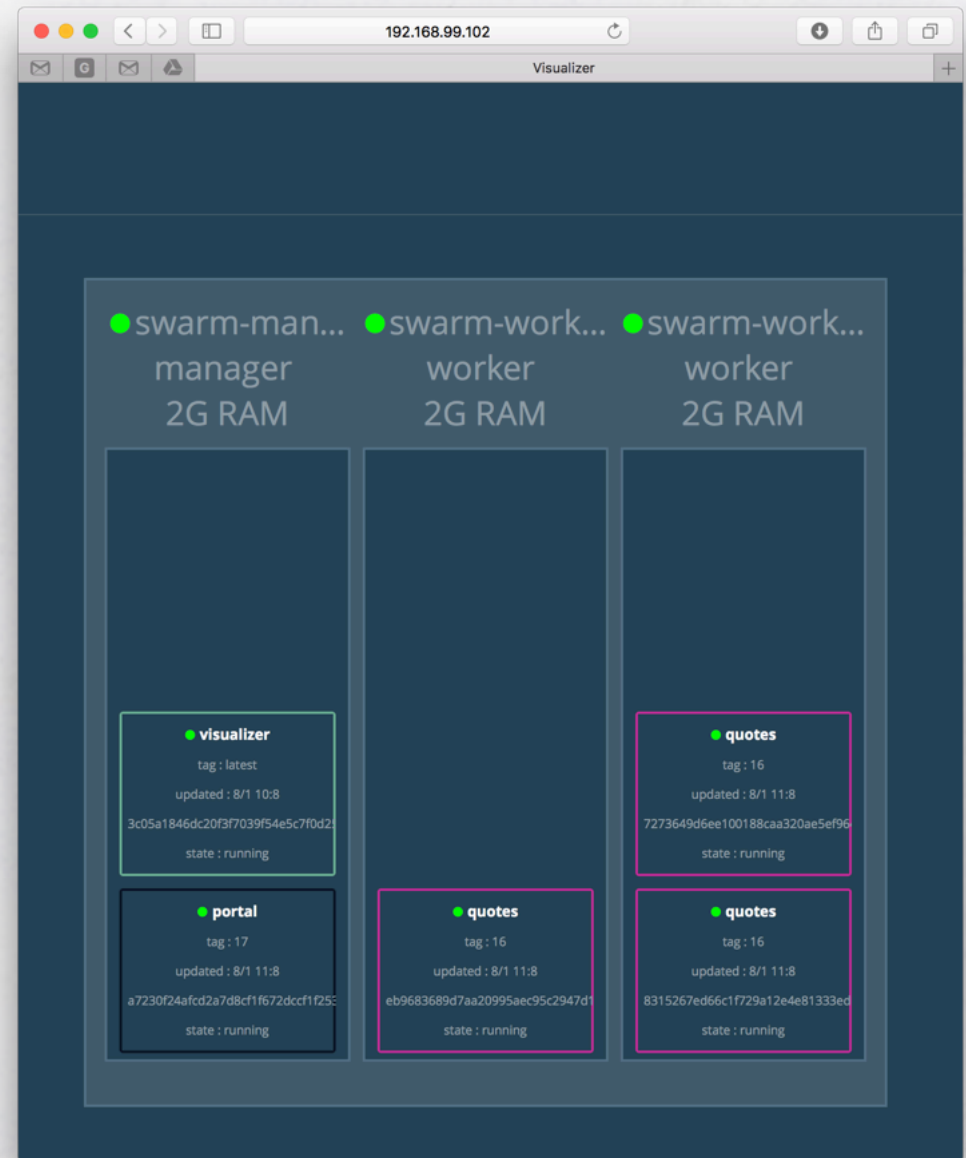 192.168.99.102
G
Visualizer
swarm-man...
manager
2G RAM
swarm-work...
worker
2G RAM
swarm-work...
worker
2G RAM
visualizer
tag : latest
updated : 8/1 10:8
3c05a1846dc20f3f7039f54e5c7f0d25
state : running
portal
tag : 17
updated : 8/1 11:8
a7230f24afcd2a7d8cf1f672dccf1f253
state : running
quotes
tag : 16
updated : 8/1 11:8
eb9683689d7aa20995aec95c2947d1
state : running
quotes
tag : 16
updated : 8/1 11:8
7273649d6ee100188caa320ae5ef96
state : running
quotes
tag : 16
updated : 8/1 11:8
8315267ed66c1f729a12e4e81333ed
state : running